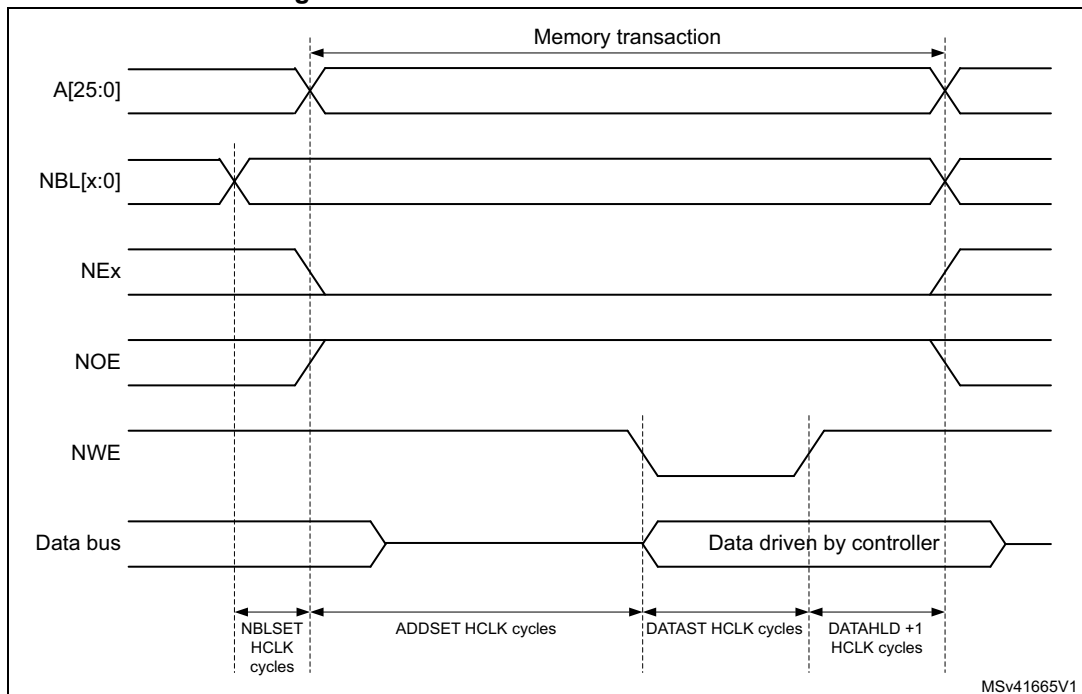 Memory transaction
A[25:0]
NBL[x:0]
NEx
NOE
NWE
Data bus
Data driven by controller
NBLSET
HCLK
cycles
ADDSET HCLK cycles
DATAST HCLK cycles
DATAHLD +1
HCLK cycles
MSv41665V1